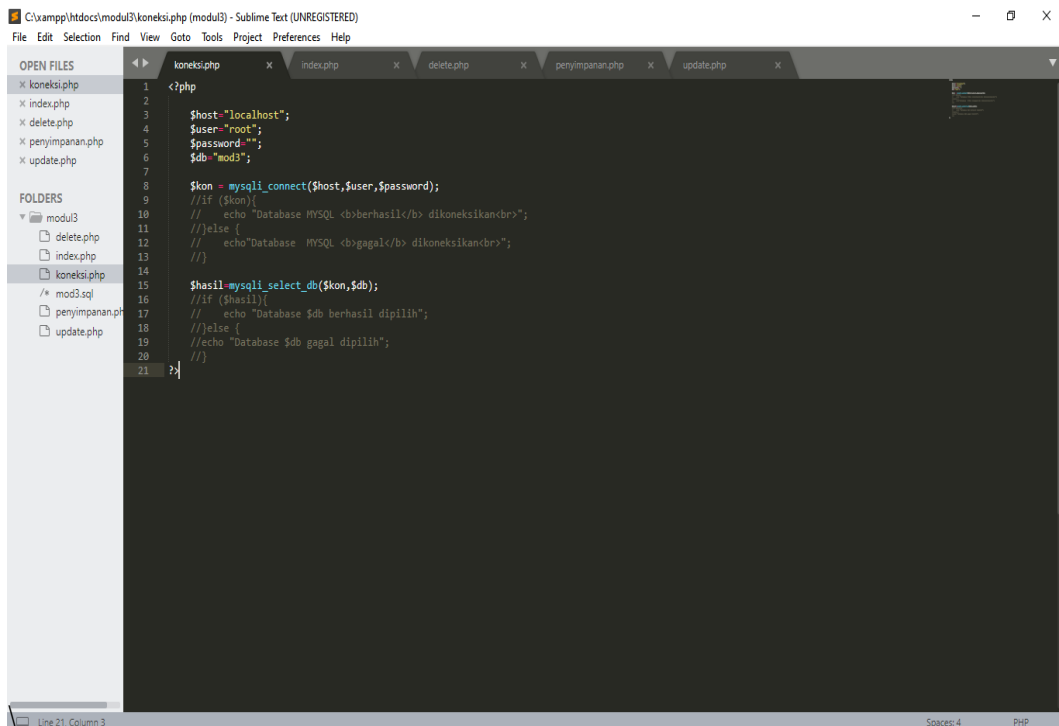 C:\xampp\htdocs\modul3\koneksi.php (modul3) - Sublime Text (UNREGISTERED)
File Edit Selection Find View Goto Tools Project Preferences Help
OPEN FILES
koneksi.php
index.php
delete.php
penyimpanan.php
update.php
FOLDERS
modul3
delete.php
index.php
koneksi.php
/* mod3.sql
penyimpanan.ph
update.php
koneksi.php × index.php × delete.php × penyimpanan.php × update.php ×
1 <?php
2
3 $host="localhost";
4 $user="root";
5 $password="";
6 $db="mod3";
7
8 $kon = mysqli_connect($host,$user,$password);
9 //if ($kon){
10 //    echo "Database MYSQL <b>berhasil</b> dikoneksikan<br>";
11 //}else {
12 //    echo"Database  MYSQL <b>gagal</b> dikoneksikan<br>";
13 //}
14
15 $hasil=mysqli_select_db($kon,$db);
16 //if ($hasil){
17 //    echo "Database $db berhasil dipilih";
18 //}else {
19 //echo "Database $db gagal dipilih";
20 //}
21 ?>
Line 21, Column 3
Spaces: 4
PHP